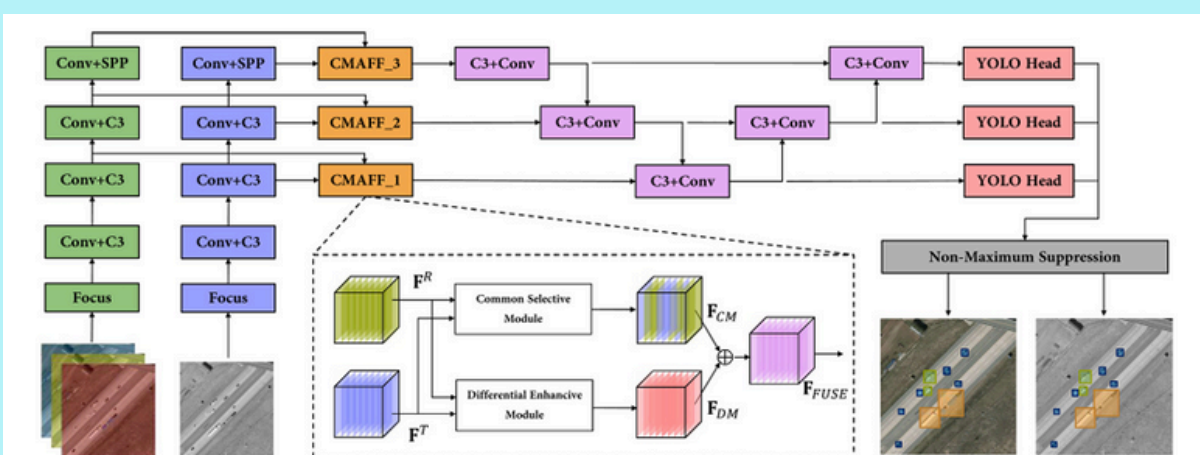 Conv+SPP
Conv+SPP
CMAFF_3
C3+Conv
C3+Conv
YOLO Head
Conv+C3
Conv+C3
CMAFF_2
C3+Conv
C3+Conv
YOLO Head
Conv+C3
Conv+C3
CMAFF_1
C3+Conv
YOLO Head
Conv+C3
Conv+C3
Non-Maximum Suppression
Focus
Focus
F^R
Common Selective
Module
F_CM
F_FUSE
Differential Enhancive
Module
F_DM
F^T